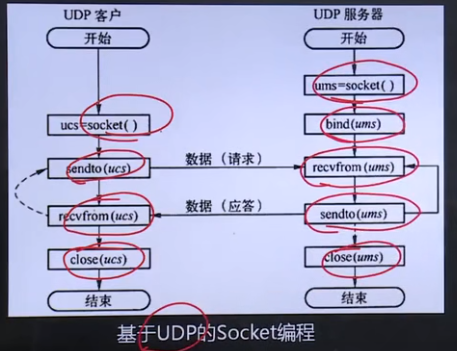 UDP 客户
UDP 服务器
开始
开始
ums=socket( )
ucs=socket( )
bind(ums)
sendto(ucs)
数据（请求）
recvfrom(ums)
recvfrom(ucs)
数据（应答）
sendto(ums)
close(ucs)
close(ums)
结束
结束
基于UDP的Socket编程